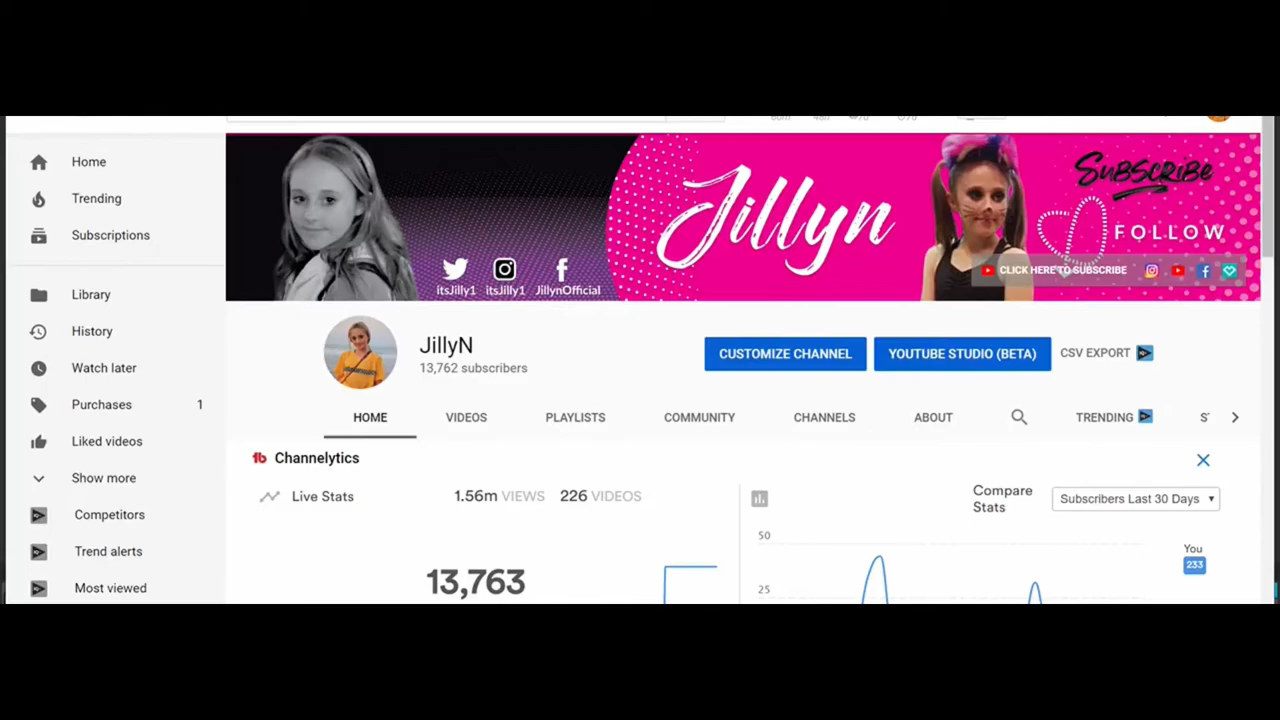 Home
Trending
Subscriptions
Library
History
Watch later
Purchases 1
Liked videos
Show more
Competitors
Trend alerts
Most viewed
Jillyn
SUBSCRIBE
FOLLOW
itsJilly1 itsJilly1 JillynOfficial
CLICK HERE TO SUBSCRIBE
JillyN
13,762 subscribers
CUSTOMIZE CHANNEL YOUTUBE STUDIO (BETA) CSV EXPORT
HOME VIDEOS PLAYLISTS COMMUNITY CHANNELS ABOUT TRENDING
tb Channelytics
Live Stats 1.56m VIEWS 226 VIDEOS
13,763
Compare
Stats
Subscribers Last 30 Days
50
25
You
233